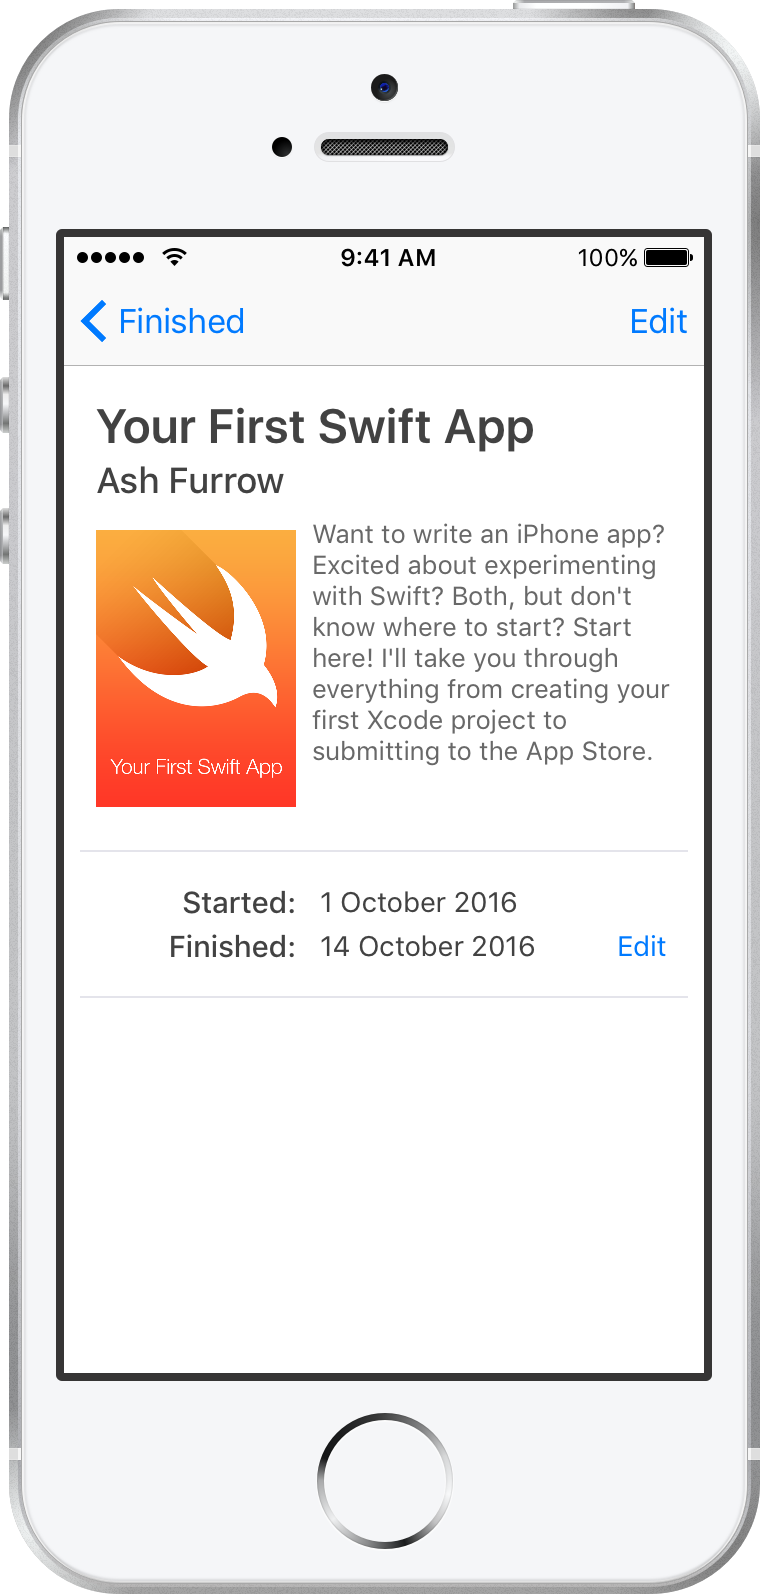 9:41 AM 100%
Finished Edit
Your First Swift App
Ash Furrow
Want to write an iPhone app?
Excited about experimenting
with Swift? Both, but don't
know where to start? Start
here! I'll take you through
everything from creating your
first Xcode project to
submitting to the App Store.
Your First Swift App
Started: 1 October 2016
Finished: 14 October 2016 Edit